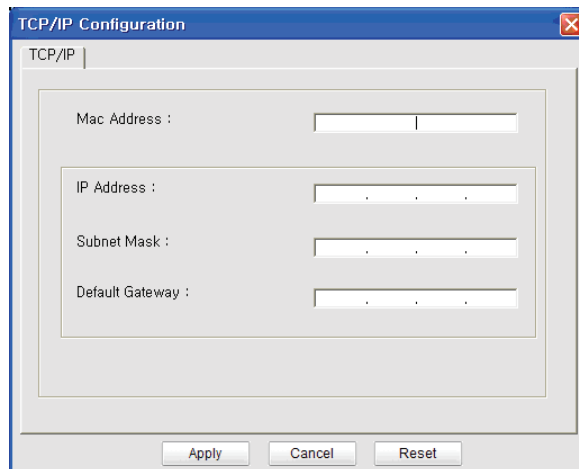 TCP/IP Configuration
TCP/IP
Mac Address :
IP Address :
. . .
Subnet Mask :
. . .
Default Gateway :
. . .
Apply Cancel Reset